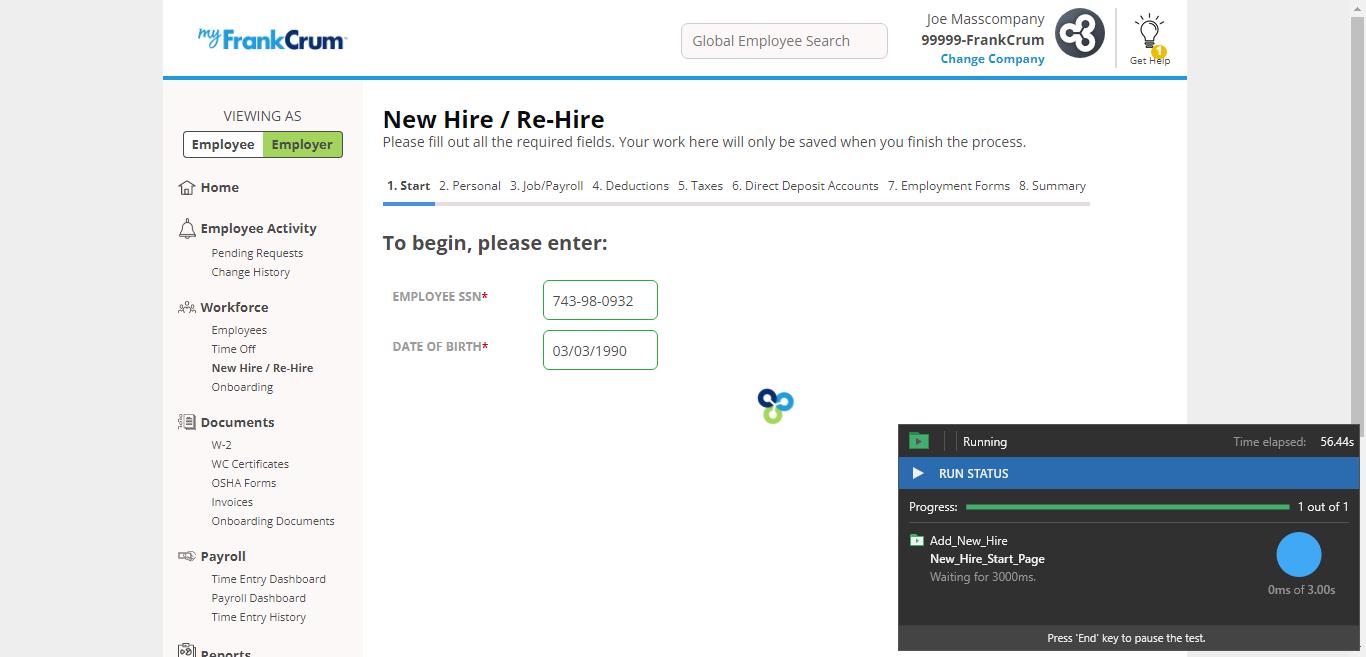 my FrankCrum
Global Employee Search
Joe Masscompany
99999-FrankCrum
Change Company
1
Get Help
VIEWING AS
Employee Employer
Home
Employee Activity
Pending Requests
Change History
Workforce
Employees
Time Off
New Hire / Re-Hire
Onboarding
Documents
W-2
WC Certificates
OSHA Forms
Invoices
Onboarding Documents
Payroll
Time Entry Dashboard
Payroll Dashboard
Time Entry History
Reports
New Hire / Re-Hire
Please fill out all the required fields. Your work here will only be saved when you finish the process.
1. Start 2. Personal 3. Job/Payroll 4. Deductions 5. Taxes 6. Direct Deposit Accounts 7. Employment Forms 8. Summary
To begin, please enter:
EMPLOYEE SSN* 743-98-0932
DATE OF BIRTH* 03/03/1990
Running Time elapsed: 56.44s
RUN STATUS
Progress: 1 out of 1
Add_New_Hire
New_Hire_Start_Page
Waiting for 3000ms.
0ms of 3.00s
Press 'End' key to pause the test.